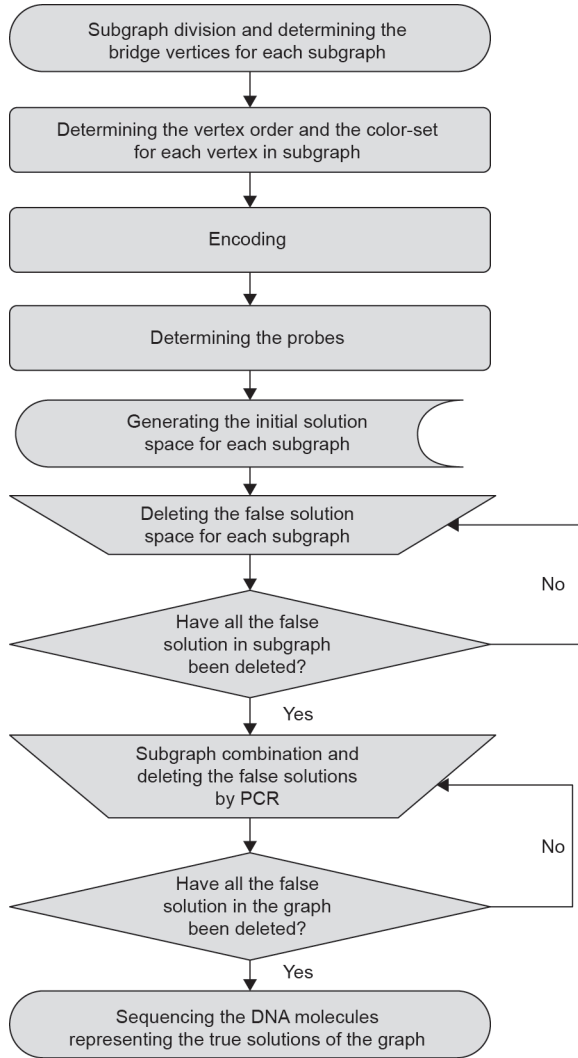 Subgraph division and determining the
bridge vertices for each subgraph
Determining the vertex order and the color-set
for each vertex in subgraph
Encoding
Determining the probes
Generating the initial solution
space for each subgraph
Deleting the false solution
space for each subgraph
No
Have all the false
solution in subgraph
been deleted?
Yes
Subgraph combination and
deleting the false solutions
by PCR
No
Have all the false
solution in the graph
been deleted?
Yes
Sequencing the DNA molecules
representing the true solutions of the graph